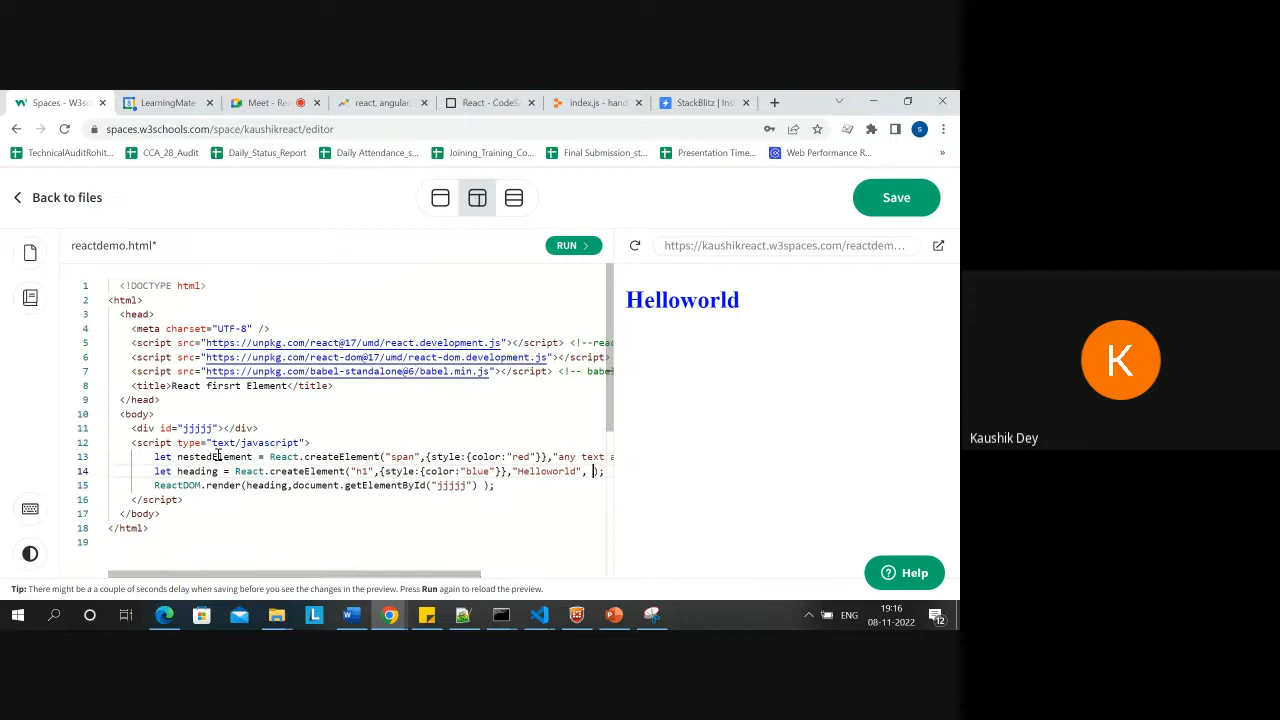 Spaces - W3sc
LearningMate
Meet - Rea
react, angular,
React - CodeS
index.js - hand
StackBlitz | Inst
spaces.w3schools.com/space/kaushikreact/editor
TechnicalAuditRohit...
CCA_28_Audit
Daily_Status_Report
Daily Attendance_s...
Joining_Training_Co...
Final Submission_st...
Presentation Time...
Web Performance R...
Back to files
Save
reactdemo.html*
RUN
https://kaushikreact.w3spaces.com/reactdem...
1 <!DOCTYPE html>
2 <html>
3 <head>
4 <meta charset="UTF-8" />
5 <script src="https://unpkg.com/react@17/umd/react.development.js"></script> <!--reac
6 <script src="https://unpkg.com/react-dom@17/umd/react-dom.development.js"></script>
7 <script src="https://unpkg.com/babel-standalone@6/babel.min.js"></script> <!-- babe
8 <title>React firsrt Element</title>
9 </head>
10 <body>
11 <div id="jjjjj"></div>
12 <script type="text/javascript">
13 let nestedElement = React.createElement("span",{style:{color:"red"}},"any text a
14 let heading = React.createElement("h1",{style:{color:"blue"}},"Helloworld", );
15 ReactDOM.render(heading,document.getElementById("jjjjj") );
16 </script>
17 </body>
18 </html>
19
Helloworld
Help
Tip: There might be a a couple of seconds delay when saving before you see the changes in the preview. Press Run again to reload the preview.
ENG
19:16
08-11-2022
12
K
Kaushik Dey